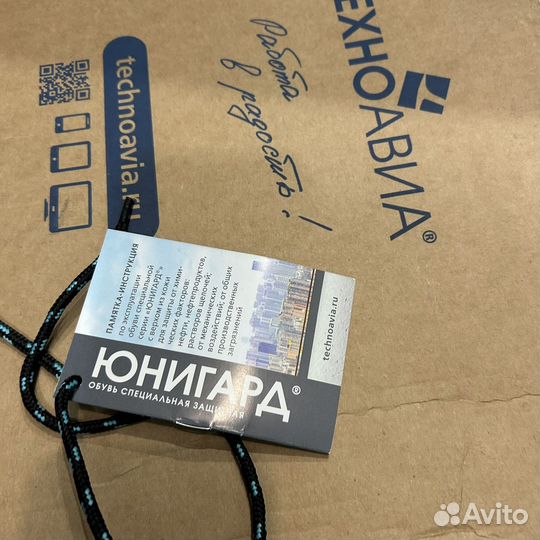 ТЕХНОАВИА®
Работа
в радость!
technoavia.ru
ПАМЯТКА-ИНСТРУКЦИЯ
по эксплуатации
обуви специальной
серии «ЮНИГАРД®»
с верхом из кожи
для защиты от хими-
ческих факторов:
нефти, нефтепродуктов,
растворов щелочей;
от механических
воздействий; от общих
производственных
загрязнений
technoavia.ru
ЮНИГАРД®
ОБУВЬ СПЕЦИАЛЬНАЯ ЗАЩИТНАЯ
Avito